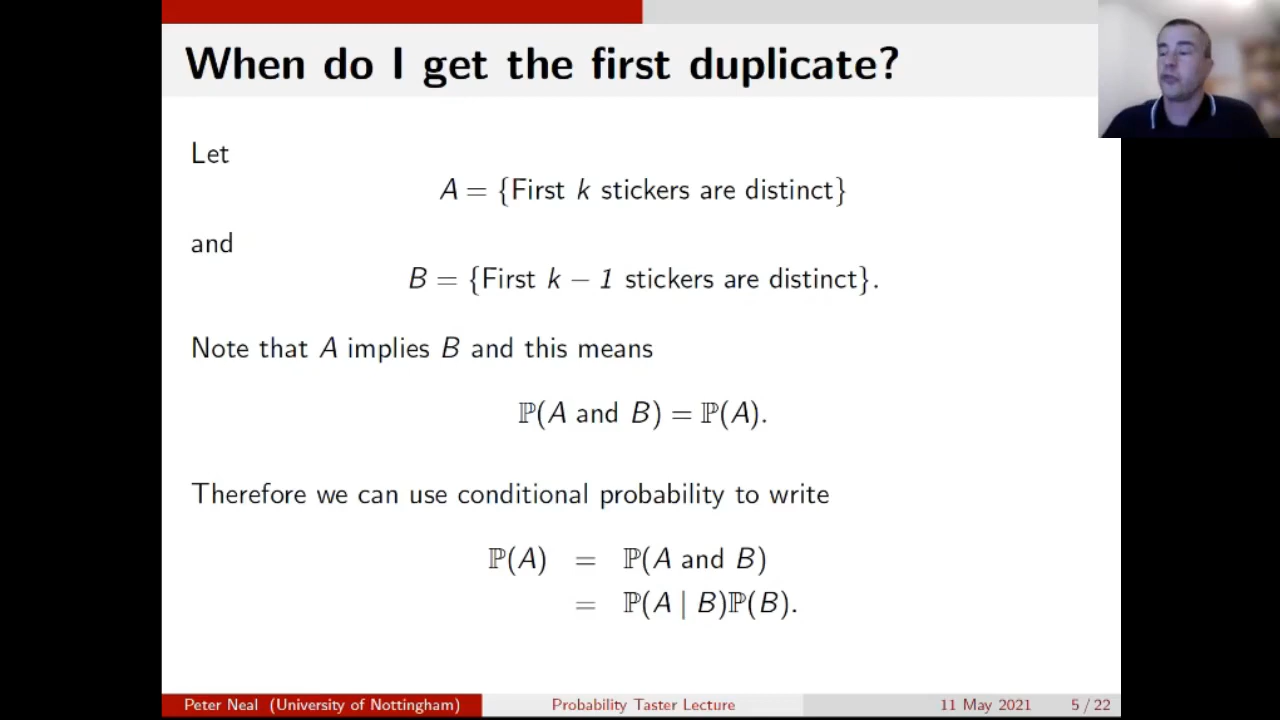 When do I get the first duplicate?
Let
A = {First k stickers are distinct}
and
B = {First k − 1 stickers are distinct}.
Note that A implies B and this means
ℙ(A and B) = ℙ(A).
Therefore we can use conditional probability to write
ℙ(A) = ℙ(A and B)
= ℙ(A | B)ℙ(B).
Peter Neal (University of Nottingham) Probability Taster Lecture 11 May 2021 5 / 22